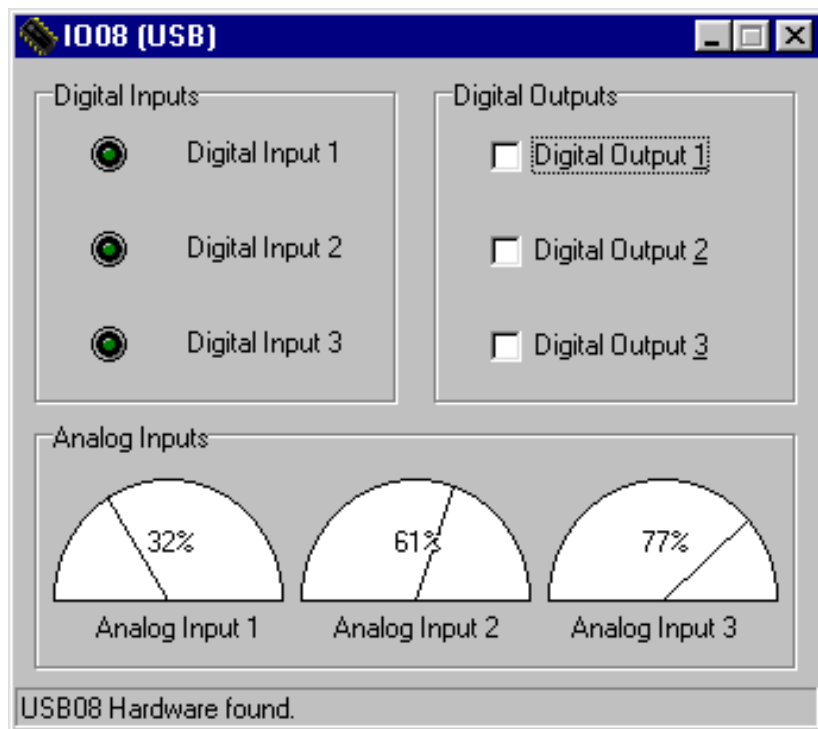 IO08 (USB)
Digital Inputs
Digital Input 1
Digital Input 2
Digital Input 3
Digital Outputs
Digital Output 1
Digital Output 2
Digital Output 3
Analog Inputs
32%
61%
77%
Analog Input 1
Analog Input 2
Analog Input 3
USB08 Hardware found.